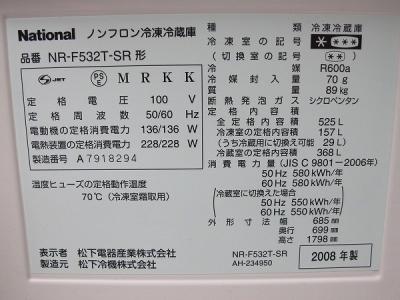 National ノンフロン冷凍冷蔵庫
品番 NR-F532T-SR 形
S JET PSE M R K K
定格電圧 100 V
定格周波数 50/60 Hz
電動機の定格消費電力 136/136 W
電熱装置の定格消費電力 228/228 W
製造番号 A 7918294
温度ヒューズの定格動作温度
70℃(冷凍室霜取用)
種類 冷凍冷蔵庫
冷凍室の記号 * ***
(切換室の記号) **
冷媒 R600a
冷媒封入量 70 g
質量 89kg
断熱発泡ガス シクロペンタン
定格内容積
全定格内容積 525 L
冷凍室の定格内容積 157 L
(うち冷蔵用に切換え可能 29 L)
冷蔵室の定格内容積 368 L
消費電力量(JIS C 9801−2006年)
50 Hz 580 kWh/年
60 Hz 580 kWh/年
冷蔵室に切換えた場合
50 Hz 550 kWh/年
60 Hz 550 kWh/年
外形寸法 幅 685 mm
奥行 699 mm
高さ 1798 mm
表示者 松下電器産業株式会社
製造元 松下冷機株式会社
NR-F532T-SR
AH-234950
2008 年製